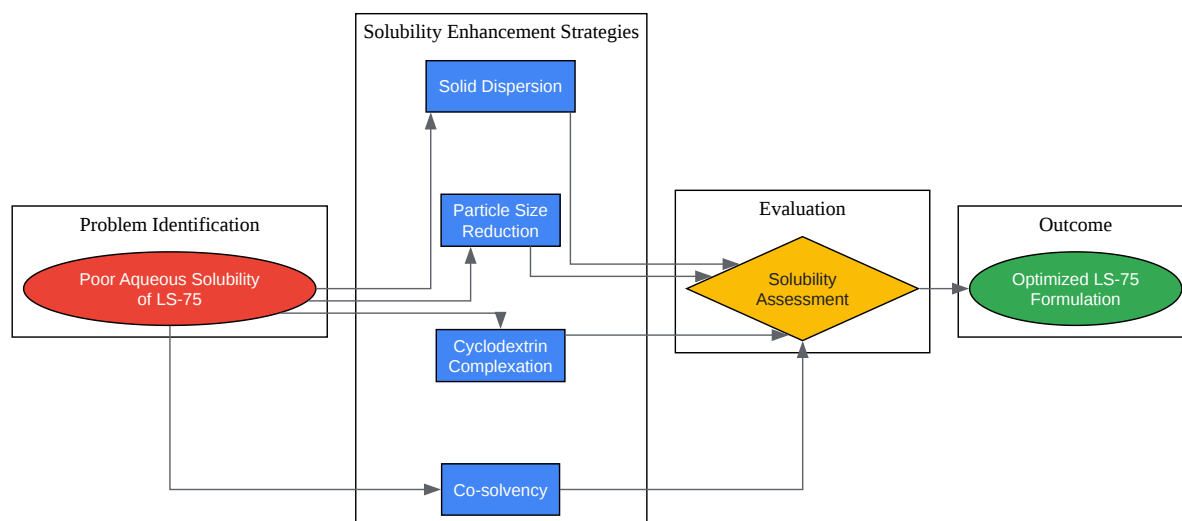 Problem Identification
Poor Aqueous Solubility
of LS-75
Solubility Enhancement Strategies
Solid Dispersion
Particle Size
Reduction
Cyclodextrin
Complexation
Co-solvency
Evaluation
Solubility
Assessment
Outcome
Optimized LS-75
Formulation